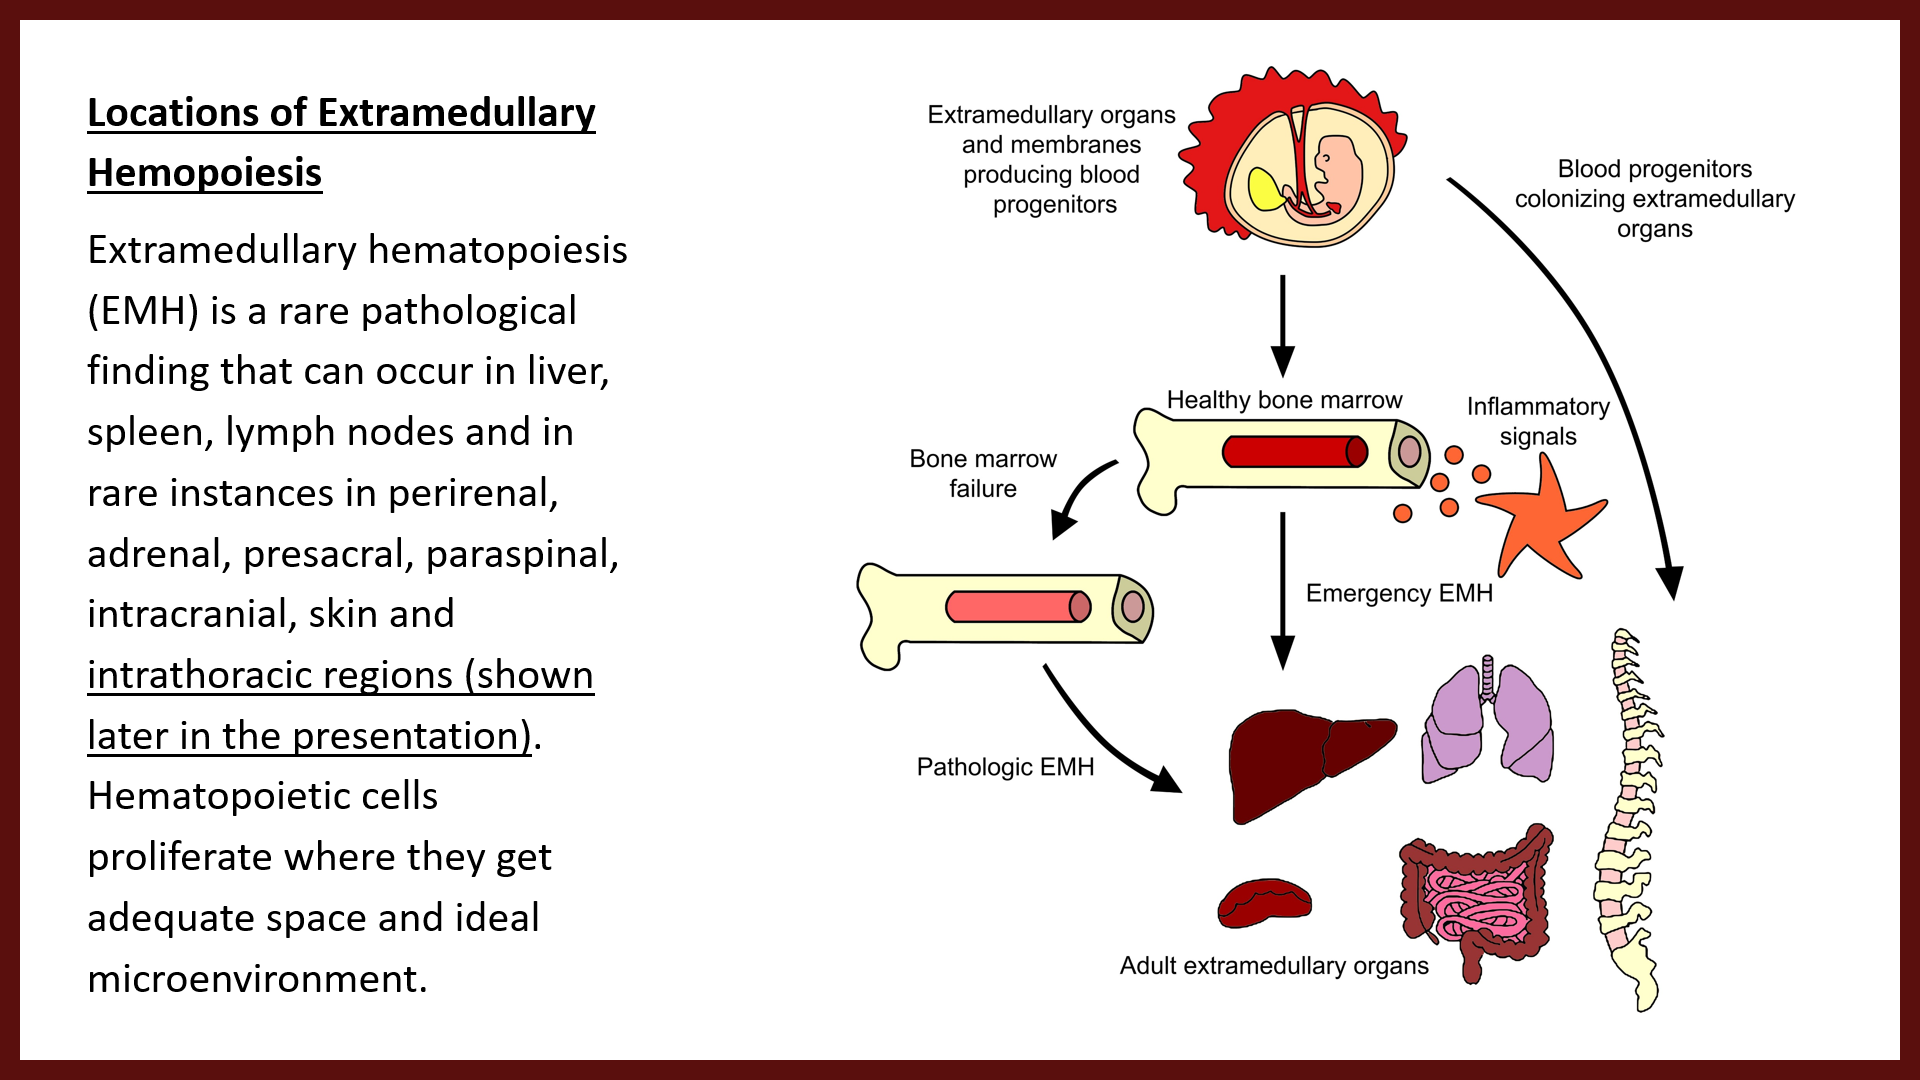 Locations of Extramedullary
Hemopoiesis
Extramedullary hematopoiesis
(EMH) is a rare pathological
finding that can occur in liver,
spleen, lymph nodes and in
rare instances in perirenal,
adrenal, presacral, paraspinal,
intracranial, skin and
intrathoracic regions (shown
later in the presentation).
Hematopoietic cells
proliferate where they get
adequate space and ideal
microenvironment.
Extramedullary organs
and membranes
producing blood
progenitors
Blood progenitors
colonizing extramedullary
organs
Healthy bone marrow
Inflammatory
signals
Bone marrow
failure
Emergency EMH
Pathologic EMH
Adult extramedullary organs